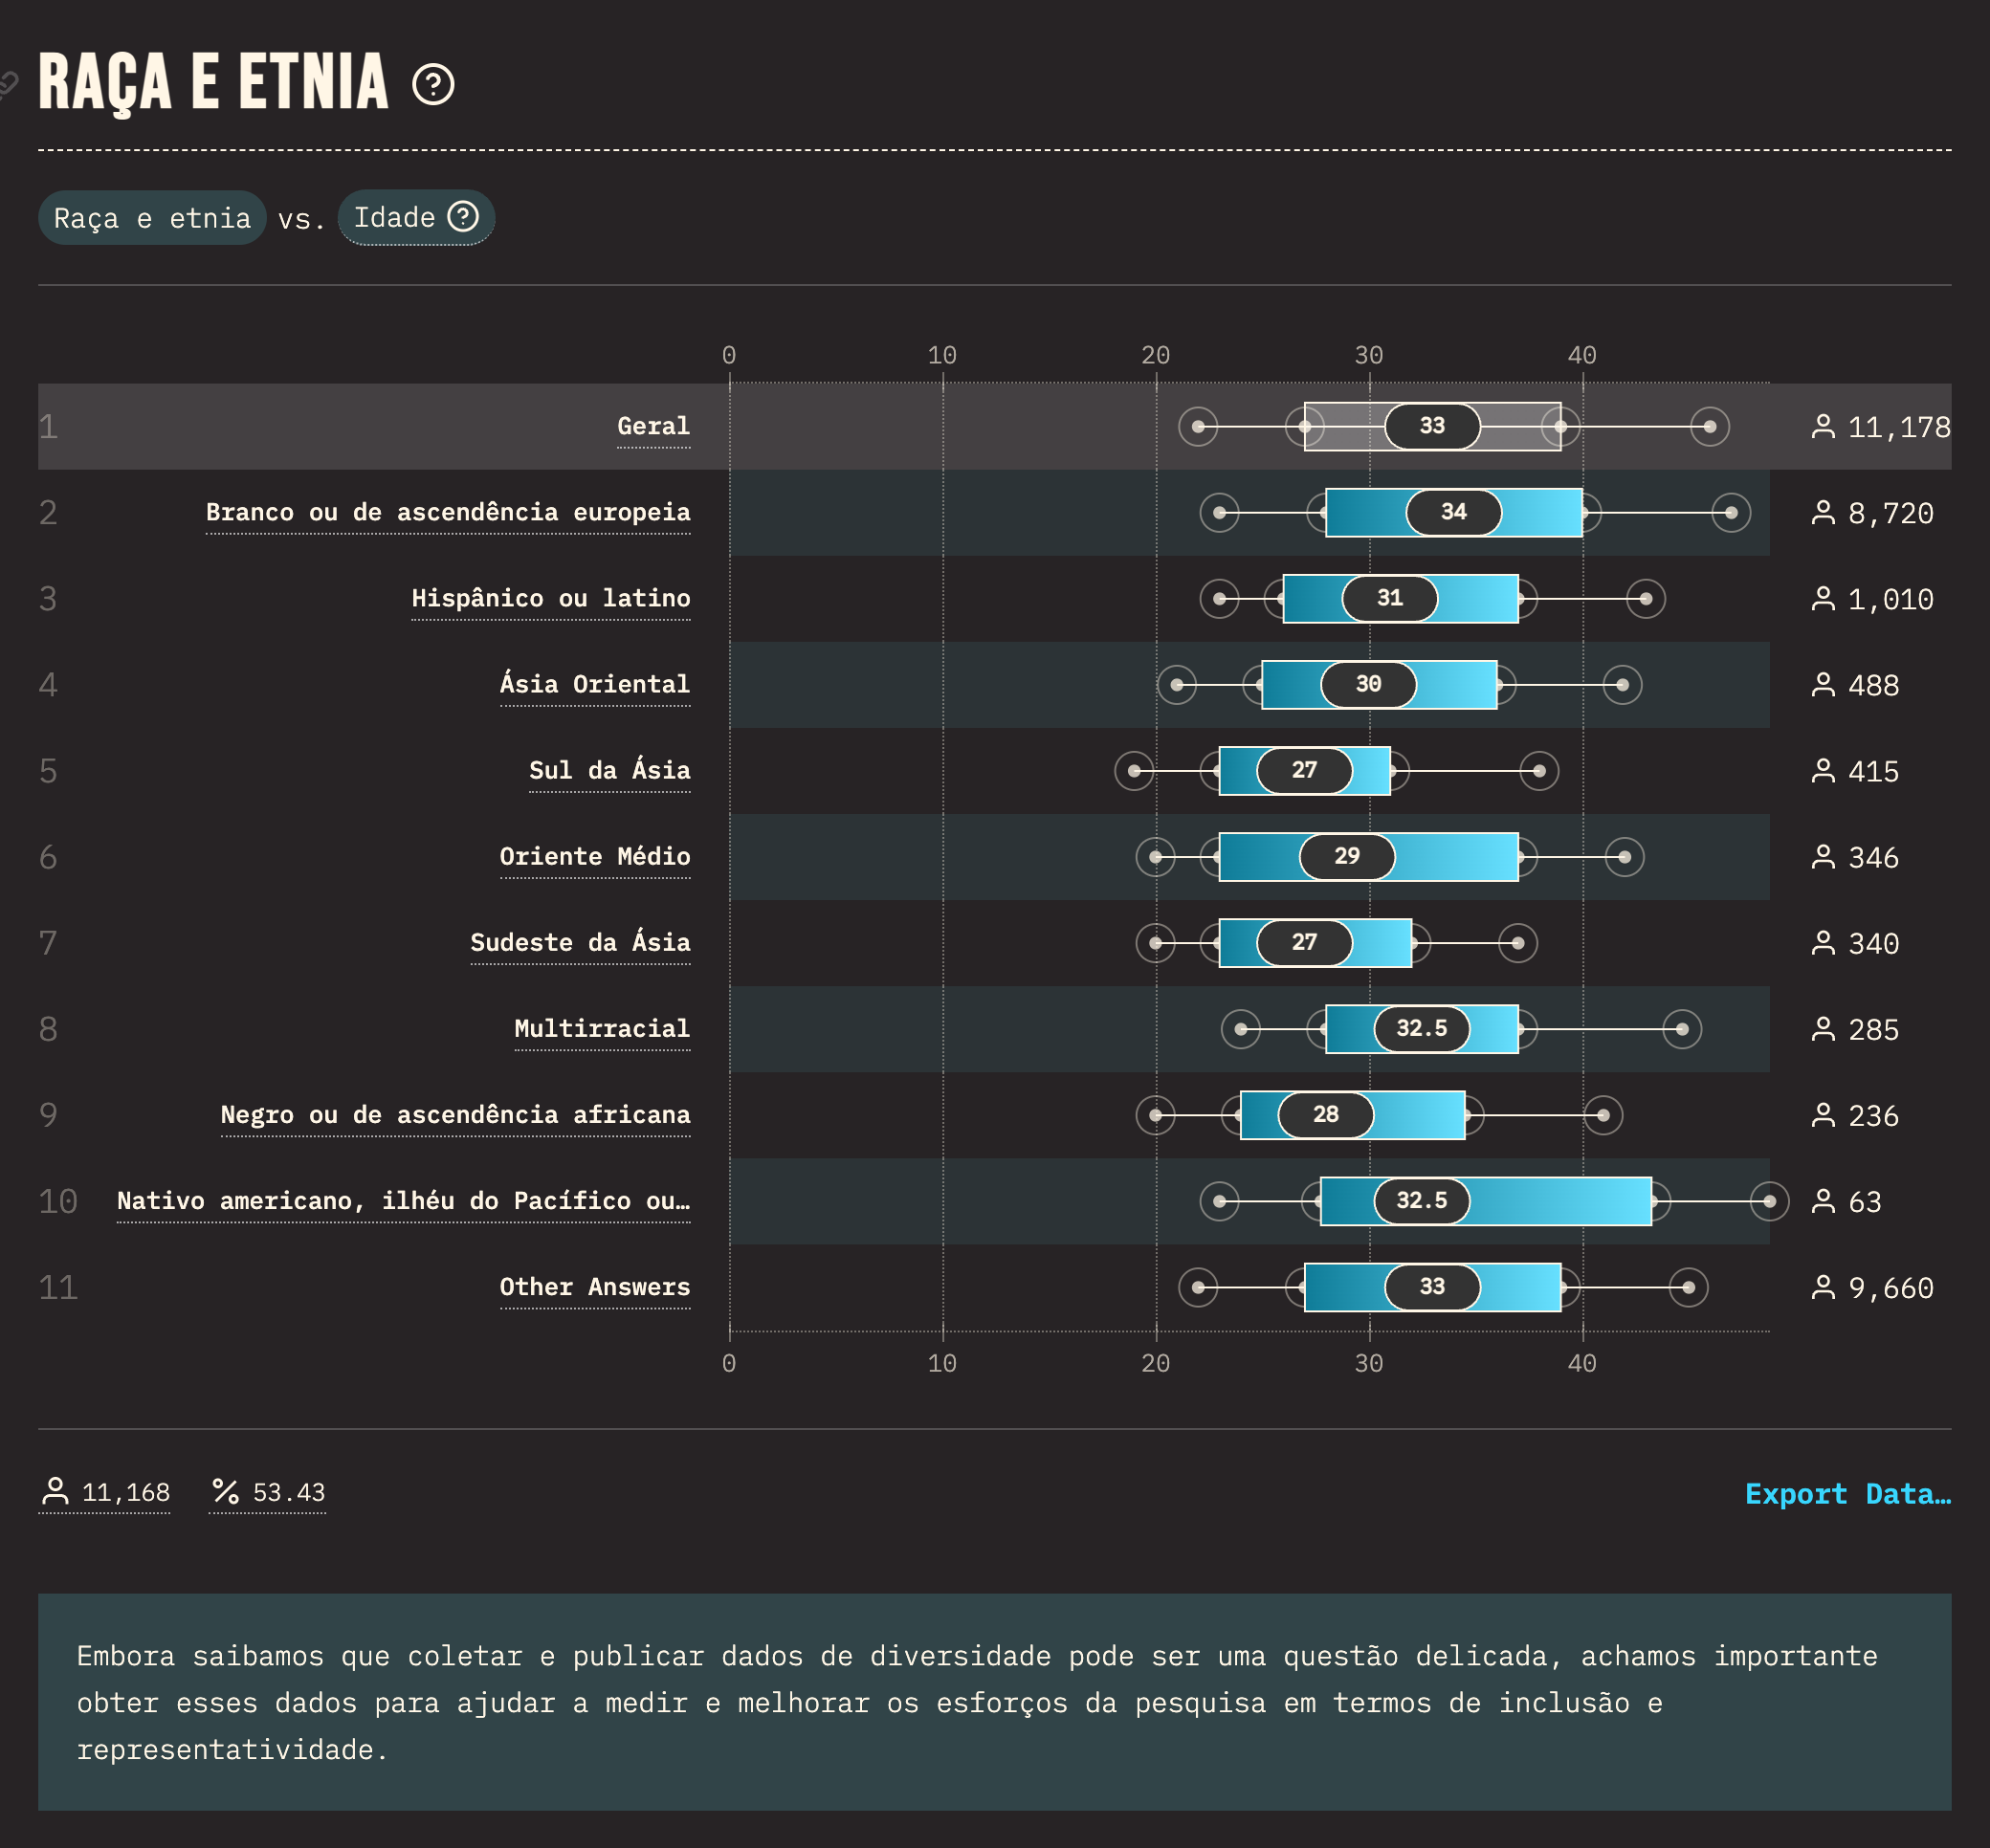 RAÇA E ETNIA
Raça e etnia vs. Idade
0 10 20 30 40
1 Geral 33 11,178
2 Branco ou de ascendência europeia 34 8,720
3 Hispânico ou latino 31 1,010
4 Ásia Oriental 30 488
5 Sul da Ásia 27 415
6 Oriente Médio 29 346
7 Sudeste da Ásia 27 340
8 Multirracial 32.5 285
9 Negro ou de ascendência africana 28 236
10 Nativo americano, ilhéu do Pacífico ou… 32.5 63
11 Other Answers 33 9,660
0 10 20 30 40
11,168 % 53.43 Export Data…
Embora saibamos que coletar e publicar dados de diversidade pode ser uma questão delicada, achamos importante
obter esses dados para ajudar a medir e melhorar os esforços da pesquisa em termos de inclusão e
representatividade.